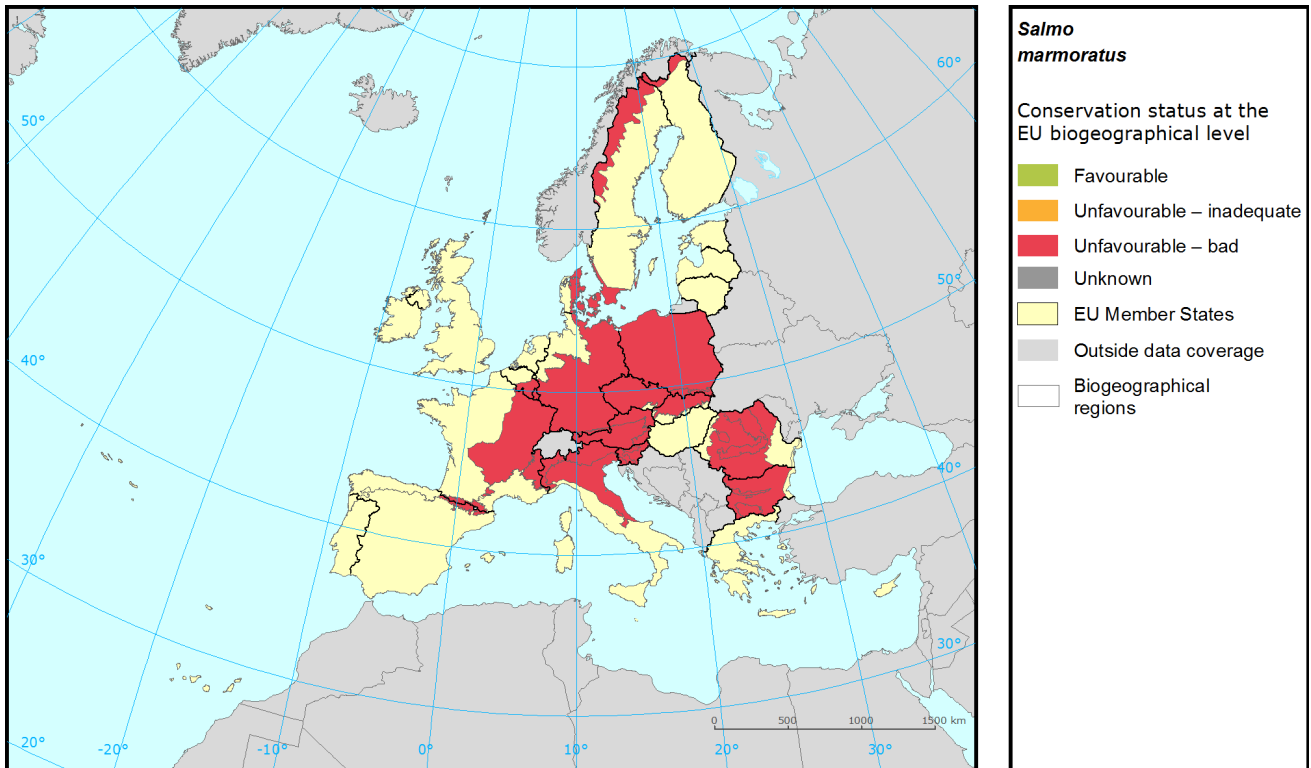 Salmo
marmoratus
Conservation status at the
EU biogeographical level
Favourable
Unfavourable – inadequate
Unfavourable – bad
Unknown
EU Member States
Outside data coverage
Biogeographical
regions
60°
50°
50°
40°
40°
30°
30°
20°
-20°
-10°
0°
10°
20°
30°
0 500 1000 1500 km